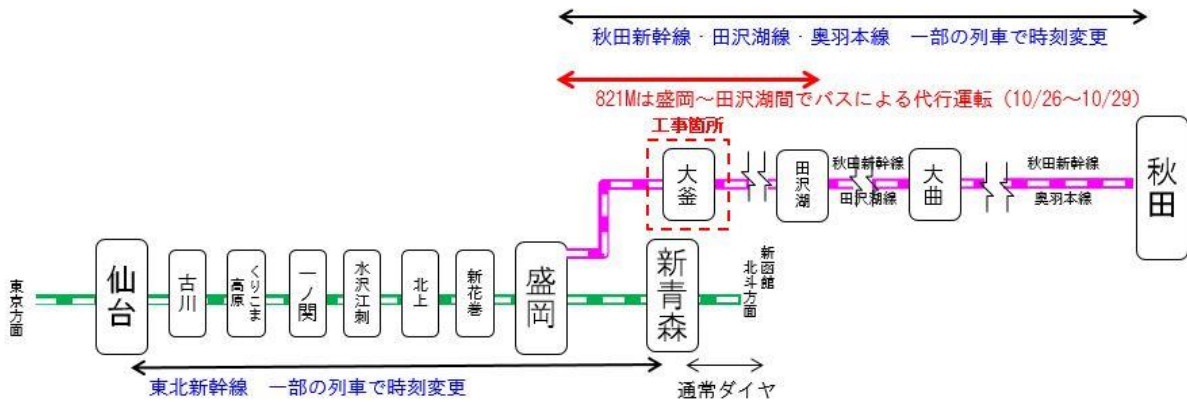 秋田新幹線・田沢湖線・奥羽本線　一部の列車で時刻変更
821Mは盛岡～田沢湖間でバスによる代行運転（10/26～10/29）
工事箇所
大釜
田沢湖
秋田新幹線
田沢湖線
大曲
秋田新幹線
奥羽本線
秋田
東京方面
仙台
古川
くりこま
高原
一ノ関
水沢江刺
北上
新花巻
盛岡
新青森
新函館
北斗方面
東北新幹線　一部の列車で時刻変更
通常ダイヤ